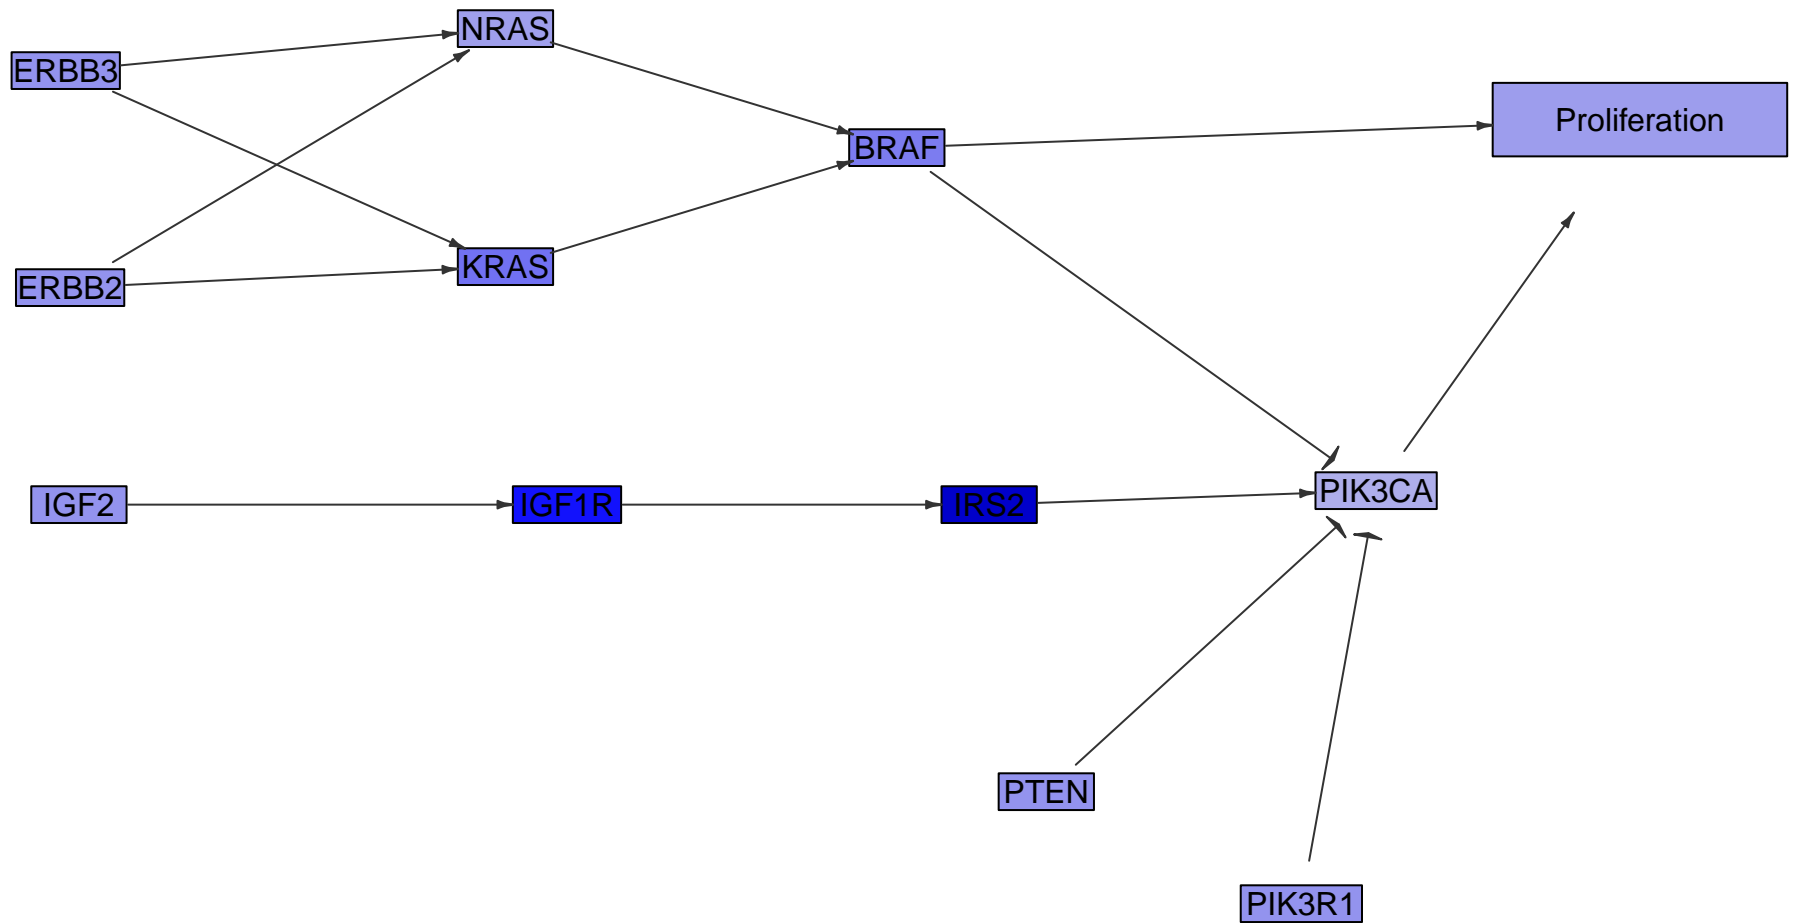 NRAS
ERBB3
Proliferation
BRAF
KRAS
ERBB2
PIK3CA
IGF2
IGF1R
IRS2
PTEN
PIK3R1